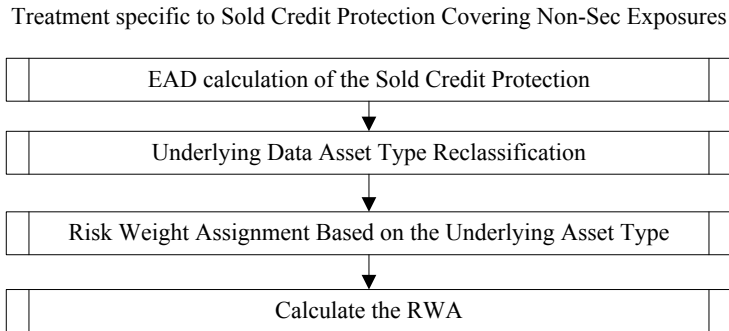 Treatment specific to Sold Credit Protection Covering Non-Sec Exposures
EAD calculation of the Sold Credit Protection
Underlying Data Asset Type Reclassification
Risk Weight Assignment Based on the Underlying Asset Type
Calculate the RWA